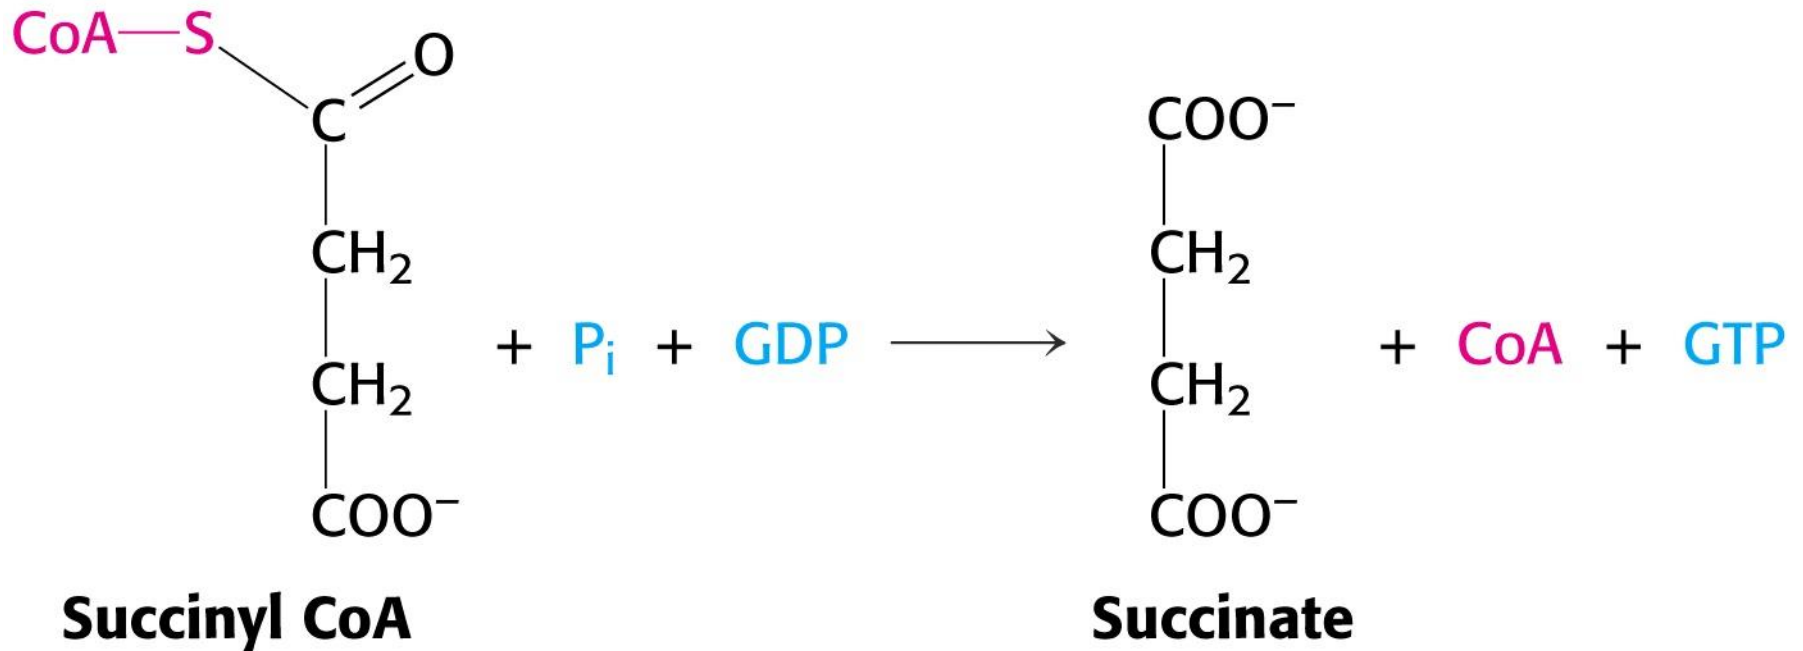 CoA—S
O
C
COO⁻
CH₂
CH₂
+ Pᵢ + GDP
+ CoA + GTP
CH₂
CH₂
COO⁻
COO⁻
Succinyl CoA
Succinate